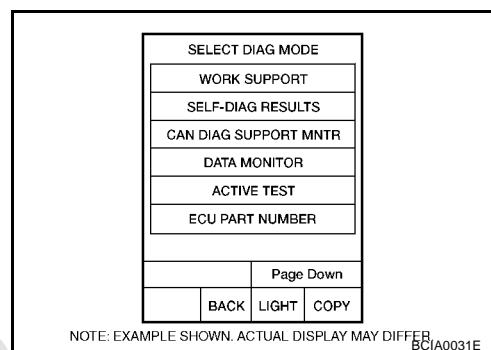 SELECT DIAG MODE
WORK SUPPORT
SELF-DIAG RESULTS
CAN DIAG SUPPORT MNTR
DATA MONITOR
ACTIVE TEST
ECU PART NUMBER
Page Down
BACK LIGHT COPY
NOTE: EXAMPLE SHOWN. ACTUAL DISPLAY MAY DIFFER.
BCIA0031E